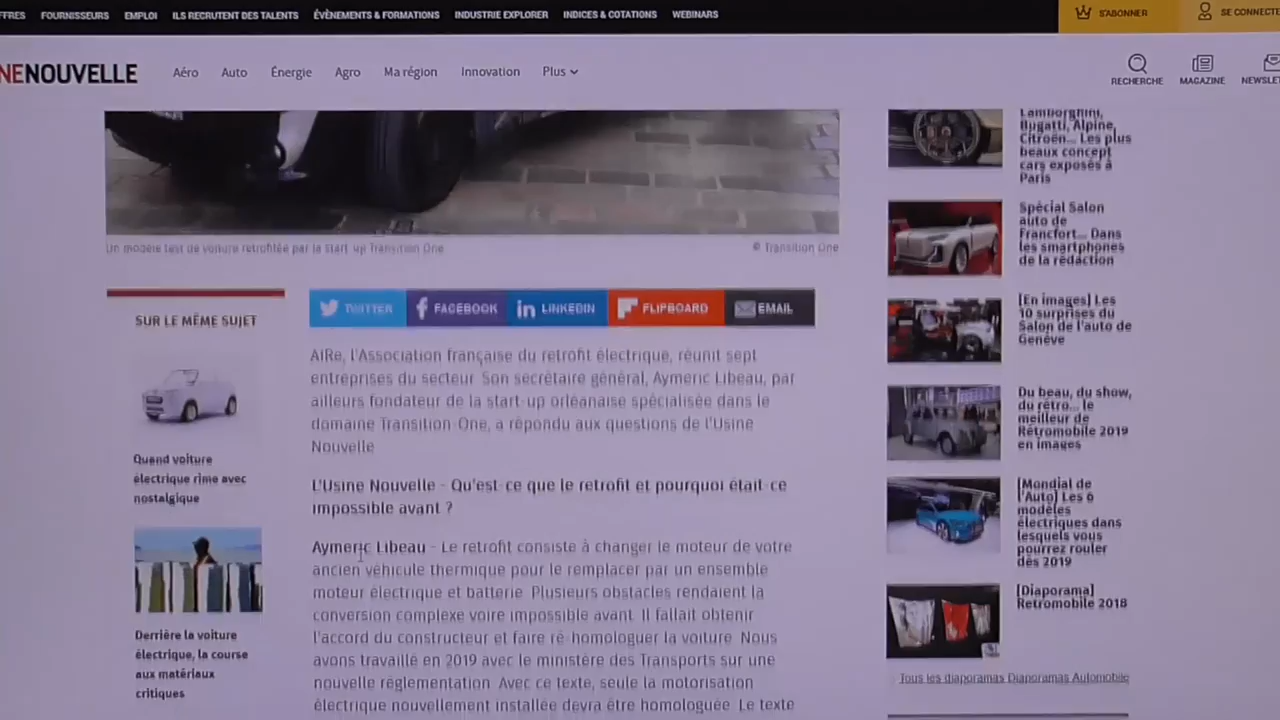 FRES FOURNISSEURS EMPLOI ILS RECRUTENT DES TALENTS ÉVÈNEMENTS & FORMATIONS INDUSTRIE EXPLORER INDICES & COTATIONS WEBINARS S'ABONNER SE CONNECTE
NENOUVELLE Aéro Auto Énergie Agro Ma région Innovation Plus
RECHERCHE MAGAZINE NEWSLET
Un modèle test de voiture retrofitée par la start-up Transition One
© Transition One
SUR LE MÊME SUJET
Quand voiture
électrique rime avec
nostalgique
Derrière la voiture
électrique, la course
aux matériaux
critiques
TWITTER FACEBOOK LINKEDIN FLIPBOARD EMAIL
AIRe, l'Association française du retrofit électrique, réunit sept
entreprises du secteur. Son secrétaire général, Aymeric Libeau, par
ailleurs fondateur de la start-up orléanaise spécialisée dans le
domaine Transition-One, a répondu aux questions de l'Usine
Nouvelle
L'Usine Nouvelle - Qu'est-ce que le retrofit et pourquoi était-ce
impossible avant ?
Aymeric Libeau - Le retrofit consiste à changer le moteur de votre
ancien véhicule thermique pour le remplacer par un ensemble
moteur électrique et batterie. Plusieurs obstacles rendaient la
conversion complexe voire impossible avant. Il fallait obtenir
l'accord du constructeur et faire ré-homologuer la voiture. Nous
avons travaillé en 2019 avec le ministère des Transports sur une
nouvelle réglementation. Avec ce texte, seule la motorisation
électrique nouvellement installée devra être homologuée. Le texte
Lamborghini,
Bugatti, Alpine,
Citroën... Les plus
beaux concept
cars exposés à
Paris
Spécial Salon
auto de
Francfort... Dans
les smartphones
de la rédaction
[En images] Les
10 surprises du
Salon de l'auto de
Genève
Du beau, du show,
du rétro... le
meilleur de
Rétromobile 2019
en images
[Mondial de
l'Auto] Les 6
modèles
électriques dans
lesquels vous
pourrez rouler
dès 2019
[Diaporama]
Retromobile 2018
Tous les diaporamas Diaporamas Automobile